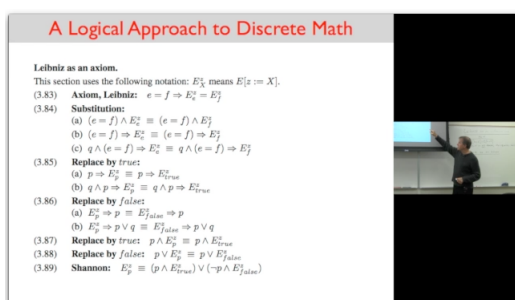 A Logical Approach to Discrete Math
Leibniz as an axiom.
This section uses the following notation: E^z_X means E[z := X].
(3.83) Axiom, Leibniz: e = f ⇒ E^z_e = E^z_f
(3.84) Substitution:
(a) (e = f) ∧ E^z_e ≡ (e = f) ∧ E^z_f
(b) (e = f) ⇒ E^z_e ≡ (e = f) ⇒ E^z_f
(c) q ∧ (e = f) ⇒ E^z_e ≡ q ∧ (e = f) ⇒ E^z_f
(3.85) Replace by true:
(a) p ⇒ E^z_p ≡ p ⇒ E^z_true
(b) q ∧ p ⇒ E^z_p ≡ q ∧ p ⇒ E^z_true
(3.86) Replace by false:
(a) E^z_p ⇒ p ≡ E^z_false ⇒ p
(b) E^z_p ⇒ p ∨ q ≡ E^z_false ⇒ p ∨ q
(3.87) Replace by true: p ∧ E^z_p ≡ p ∧ E^z_true
(3.88) Replace by false: p ∨ E^z_p ≡ p ∨ E^z_false
(3.89) Shannon: E^z_p ≡ (p ∧ E^z_true) ∨ (¬p ∧ E^z_false)